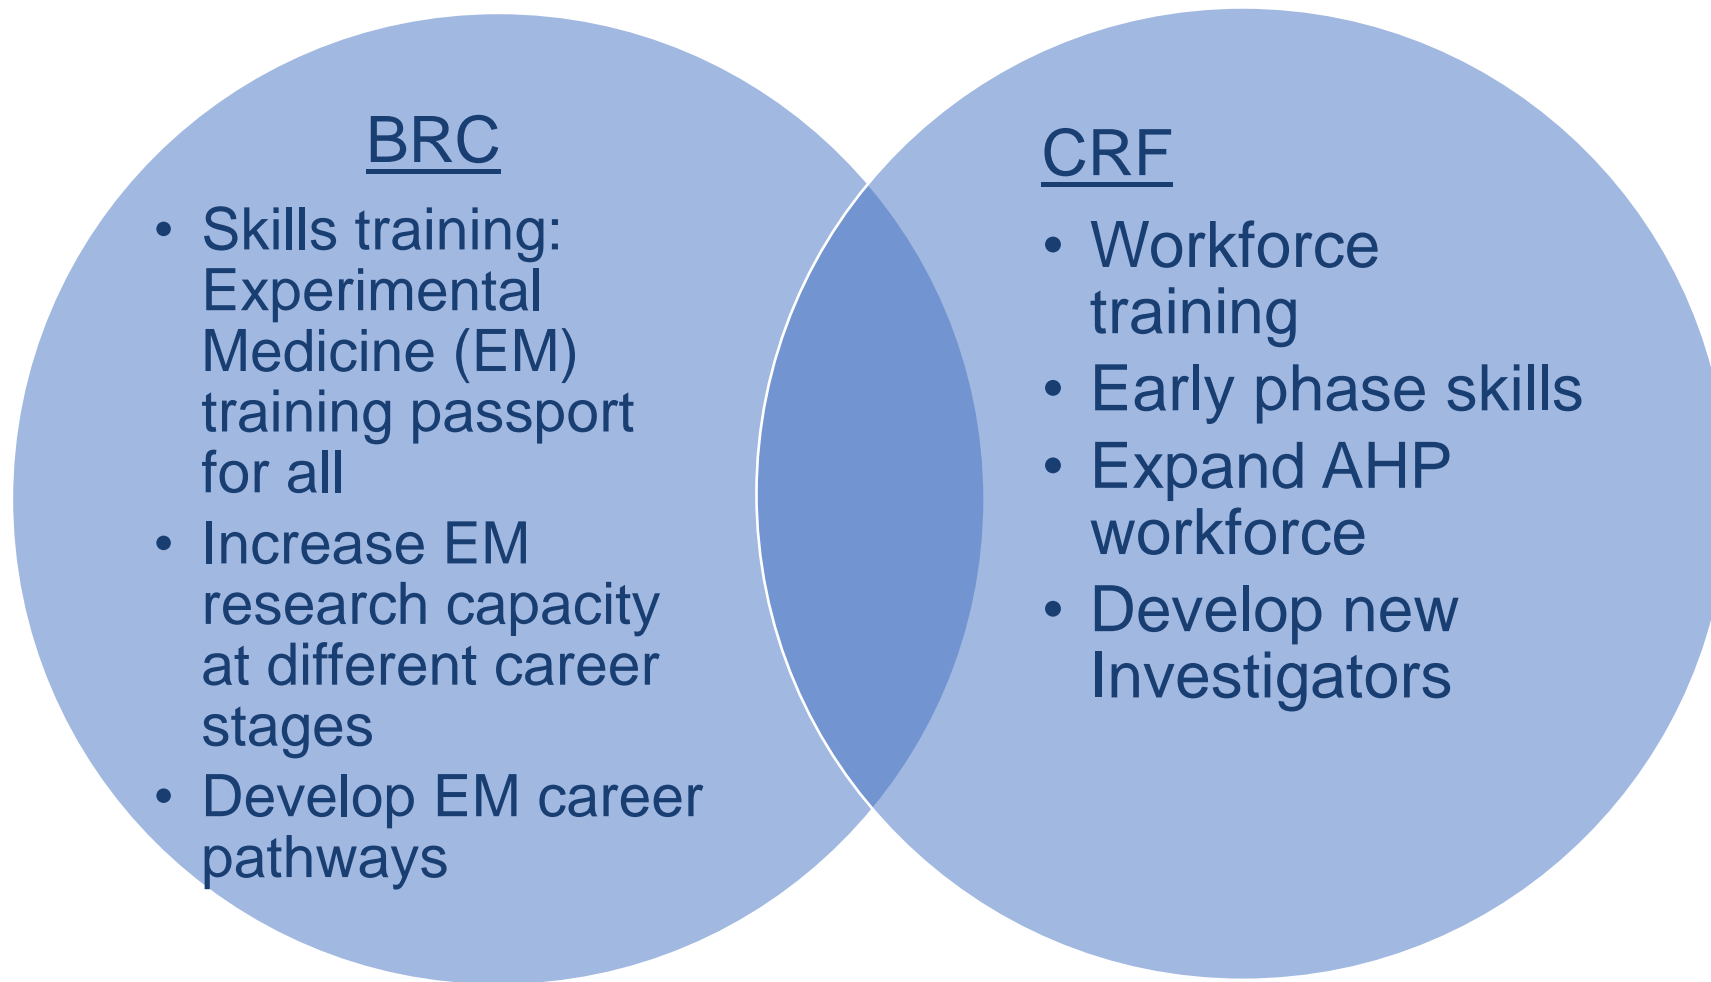 BRC
• Skills training:
Experimental
Medicine (EM)
training passport
for all
• Increase EM
research capacity
at different career
stages
• Develop EM career
pathways
CRF
• Workforce
training
• Early phase skills
• Expand AHP
workforce
• Develop new
Investigators